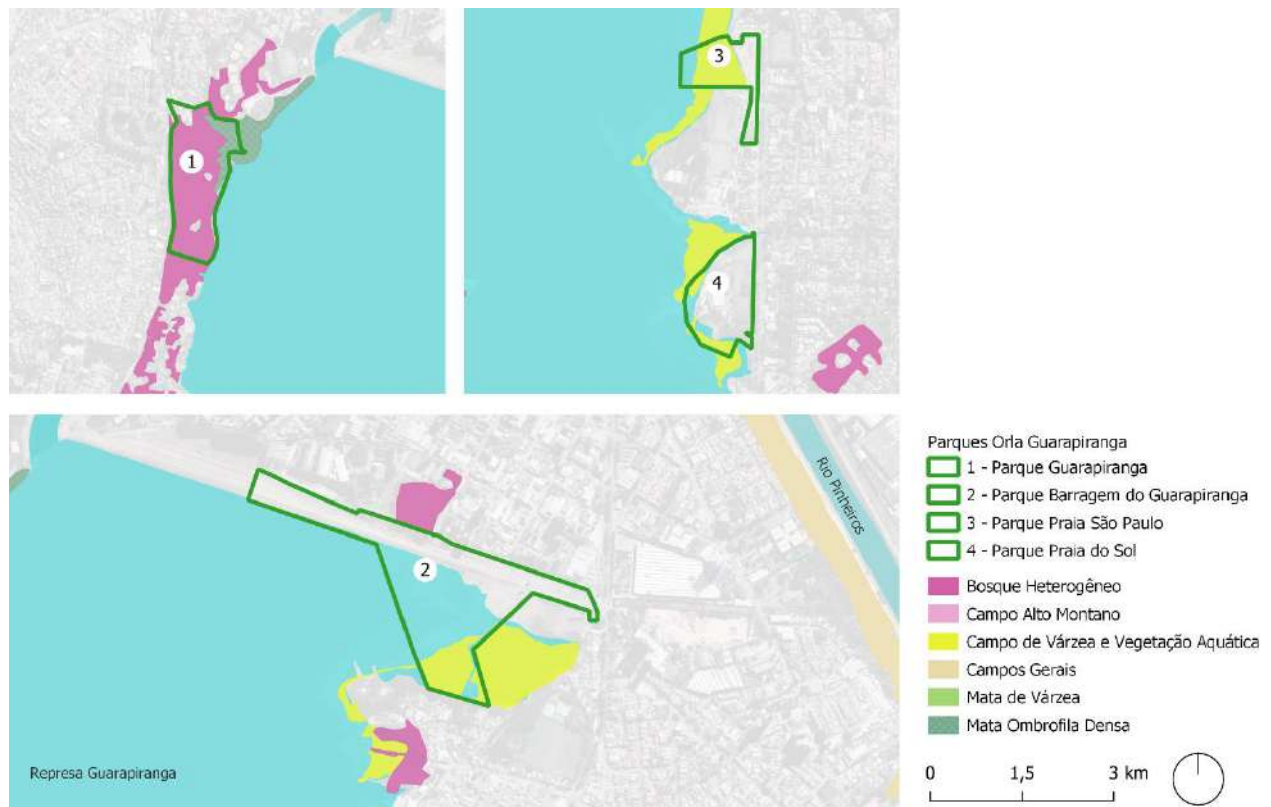 1
3
4
2
Rio Pinheiros
Represa Guarapiranga
Parques Orla Guarapiranga
1 - Parque Guarapiranga
2 - Parque Barragem do Guarapiranga
3 - Parque Praia São Paulo
4 - Parque Praia do Sol
Bosque Heterogêneo
Campo Alto Montano
Campo de Várzea e Vegetação Aquática
Campos Gerais
Mata de Várzea
Mata Ombrofila Densa
0 1,5 3 km